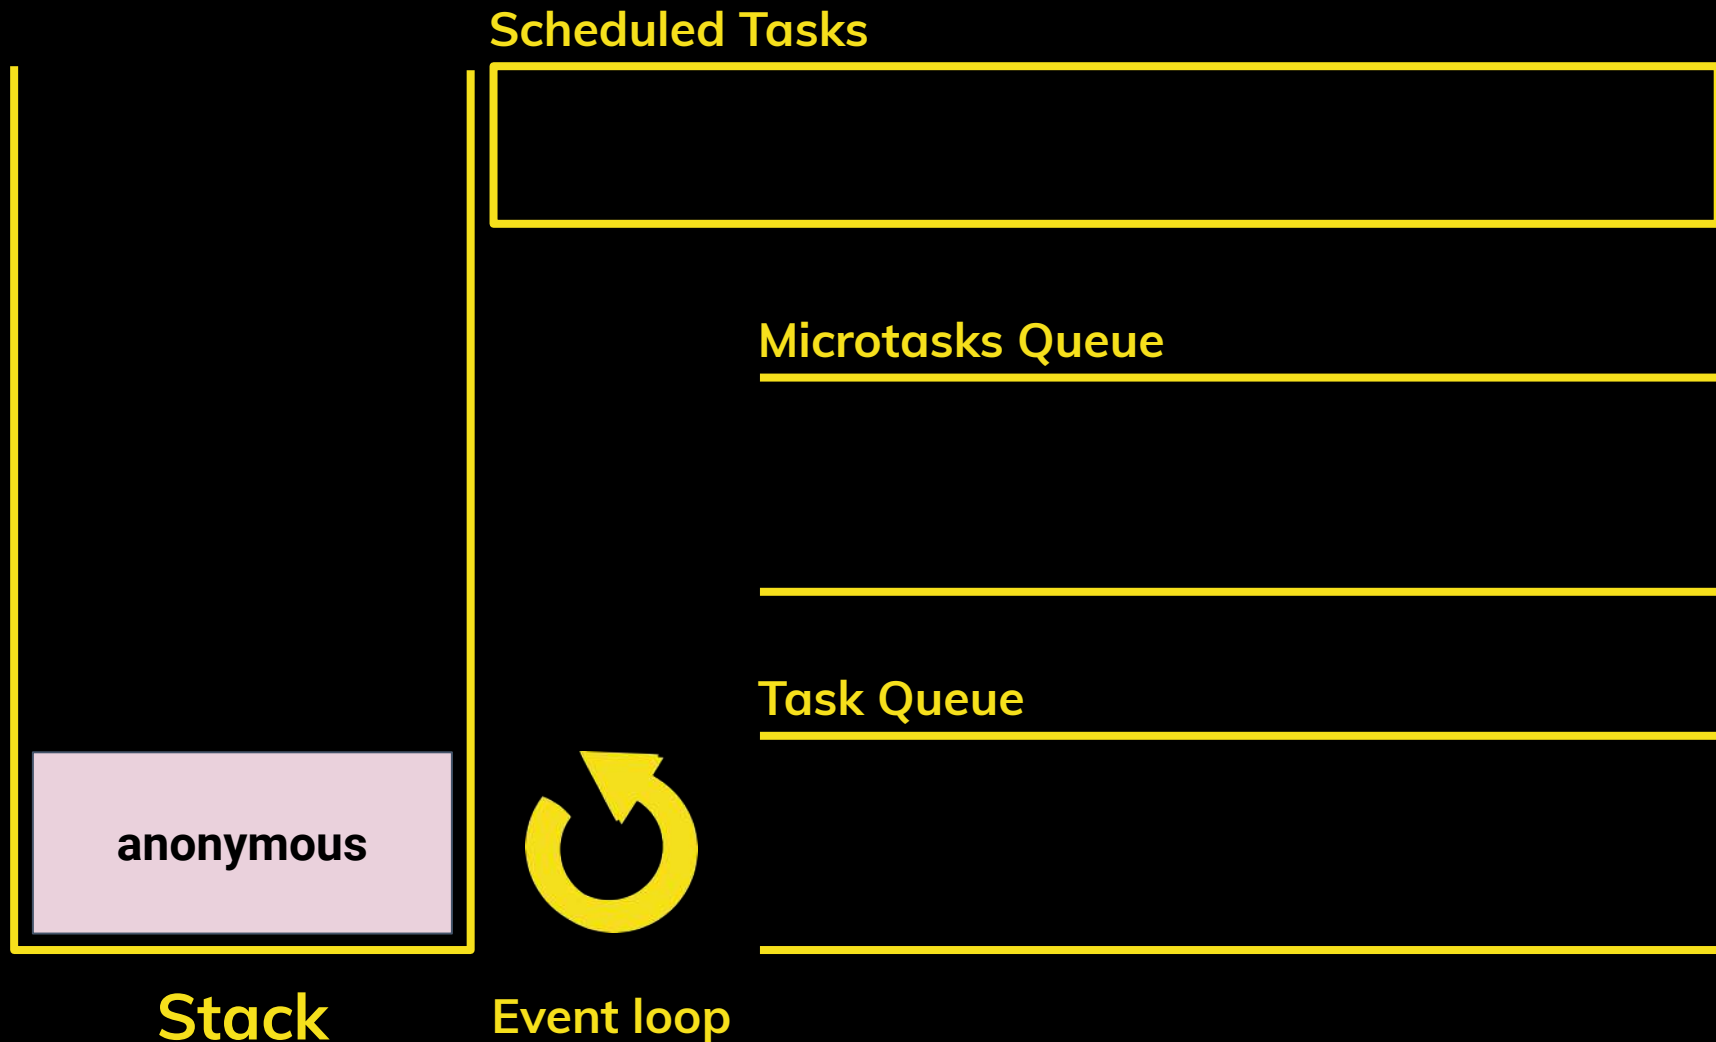 Scheduled Tasks
Microtasks Queue
Task Queue
anonymous
Stack
Event loop